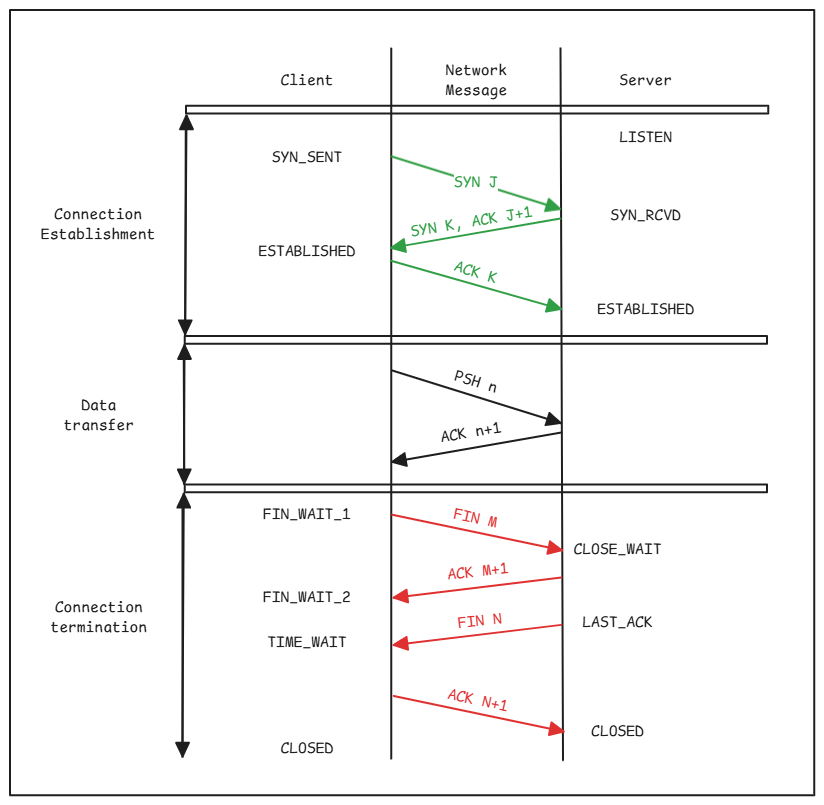 Client
Network
Message
Server
LISTEN
SYN_SENT
SYN J
Connection
Establishment
SYN_RCVD
SYN K, ACK J+1
ESTABLISHED
ACK K
ESTABLISHED
PSH n
Data
transfer
ACK n+1
FIN_WAIT_1
FIN M
CLOSE_WAIT
ACK M+1
FIN_WAIT_2
Connection
termination
FIN N
LAST_ACK
TIME_WAIT
ACK N+1
CLOSED
CLOSED